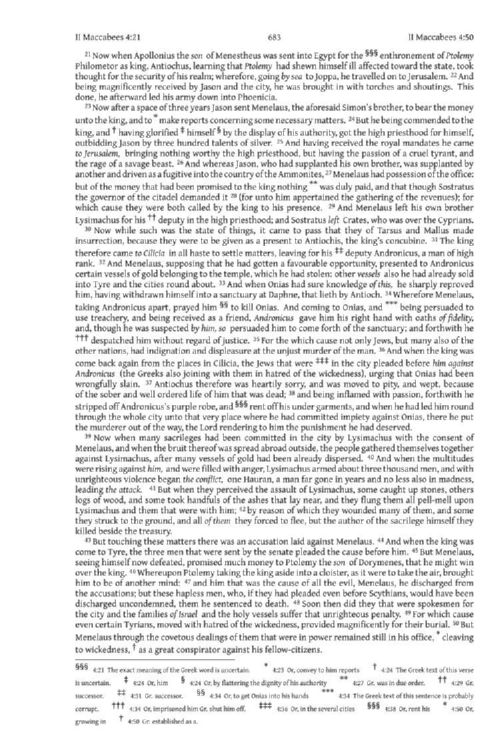 II Maccabees 4:21 683 II Maccabees 4:50
21 Now when Apollonius the son of Menestheus was sent into Egypt for the §§§ enthronement of Ptolemy
Philometor as king, Antiochus, learning that Ptolemy had shewn himself ill affected toward the state, took
thought for the security of his realm; wherefore, going by sea to Joppa, he travelled on to Jerusalem. 22 And
being magnificently received by Jason and the city, he was brought in with torches and shoutings. This
done, he afterward led his army down into Phoenicia.
23 Now after a space of three years Jason sent Menelaus, the aforesaid Simon's brother, to bear the money
unto the king, and to * make reports concerning some necessary matters. 24 But he being commended to the
king, and † having glorified ‡ himself § by the display of his authority, got the high priesthood for himself,
outbidding Jason by three hundred talents of silver. 25 And having received the royal mandates he came
to Jerusalem, bringing nothing worthy the high priesthood, but having the passion of a cruel tyrant, and
the rage of a savage beast. 26 And whereas Jason, who had supplanted his own brother, was supplanted by
another and driven as a fugitive into the country of the Ammonites, 27 Menelaus had possession of the office:
but of the money that had been promised to the king nothing ** was duly paid, and that though Sostratus
the governor of the citadel demanded it 28 (for unto him appertained the gathering of the revenues); for
which cause they were both called by the king to his presence. 29 And Menelaus left his own brother
Lysimachus for his †† deputy in the high priesthood; and Sostratus left Crates, who was over the Cyprians.
30 Now while such was the state of things, it came to pass that they of Tarsus and Mallus made
insurrection, because they were to be given as a present to Antiochis, the king's concubine. 31 The king
therefore came to Cilicia in all haste to settle matters, leaving for his ‡‡ deputy Andronicus, a man of high
rank. 32 And Menelaus, supposing that he had gotten a favourable opportunity, presented to Andronicus
certain vessels of gold belonging to the temple, which he had stolen: other vessels also he had already sold
into Tyre and the cities round about. 33 And when Onias had sure knowledge of this, he sharply reproved
him, having withdrawn himself into a sanctuary at Daphne, that lieth by Antioch. 34 Wherefore Menelaus,
taking Andronicus apart, prayed him §§ to kill Onias. And coming to Onias, and *** being persuaded to
use treachery, and being received as a friend, Andronicus gave him his right hand with oaths of fidelity,
and, though he was suspected by him, so persuaded him to come forth of the sanctuary; and forthwith he
††† despatched him without regard of justice. 35 For the which cause not only Jews, but many also of the
other nations, had indignation and displeasure at the unjust murder of the man. 36 And when the king was
come back again from the places in Cilicia, the Jews that were ‡‡‡ in the city pleaded before him against
Andronicus (the Greeks also joining with them in hatred of the wickedness), urging that Onias had been
wrongfully slain. 37 Antiochus therefore was heartily sorry, and was moved to pity, and wept, because
of the sober and well ordered life of him that was dead; 38 and being inflamed with passion, forthwith he
stripped off Andronicus's purple robe, and §§§ rent off his under garments, and when he had led him round
through the whole city unto that very place where he had committed impiety against Onias, there he put
the murderer out of the way, the Lord rendering to him the punishment he had deserved.
39 Now when many sacrileges had been committed in the city by Lysimachus with the consent of
Menelaus, and when the bruit thereof was spread abroad outside, the people gathered themselves together
against Lysimachus, after many vessels of gold had been already dispersed. 40 And when the multitudes
were rising against him, and were filled with anger, Lysimachus armed about three thousand men, and with
unrighteous violence began the conflict, one Hauran, a man far gone in years and no less also in madness,
leading the attack. 41 But when they perceived the assault of Lysimachus, some caught up stones, others
logs of wood, and some took handfuls of the ashes that lay near, and they flung them all pell-mell upon
Lysimachus and them that were with him; 42 by reason of which they wounded many of them, and some
they struck to the ground, and all of them they forced to flee, but the author of the sacrilege himself they
killed beside the treasury.
43 But touching these matters there was an accusation laid against Menelaus. 44 And when the king was
come to Tyre, the three men that were sent by the senate pleaded the cause before him. 45 But Menelaus,
seeing himself now defeated, promised much money to Ptolemy the son of Dorymenes, that he might win
over the king. 46 Whereupon Ptolemy taking the king aside into a cloister, as it were to take the air, brought
him to be of another mind: 47 and him that was the cause of all the evil, Menelaus, he discharged from
the accusations; but these hapless men, who, if they had pleaded even before Scythians, would have been
discharged uncondemned, them he sentenced to death. 48 Soon then did they that were spokesmen for
the city and the families of Israel and the holy vessels suffer that unrighteous penalty. 49 For which cause
even certain Tyrians, moved with hatred of the wickedness, provided magnificently for their burial. 50 But
Menelaus through the covetous dealings of them that were in power remained still in his office, * cleaving
to wickedness, † as a great conspirator against his fellow-citizens.
§§§ 4:21 The exact meaning of the Greek word is uncertain. * 4:23 Or, convey to him reports † 4:24 The Greek text of this verse
is uncertain. ‡ 4:24 Or, him § 4:24 Or, by flattering the dignity of his authority ** 4:27 Gr. was in due order. †† 4:29 Gr.
successor. ‡‡ 4:31 Gr. successor. §§ 4:34 Or, to get Onias into his hands *** 4:34 The Greek text of this sentence is probably
corrupt. ††† 4:34 Or, imprisoned him Gr. shut him off. ‡‡‡ 4:36 Or, in the several cities §§§ 4:38 Or, rent his * 4:50 Or,
growing in † 4:50 Gr. established as a.